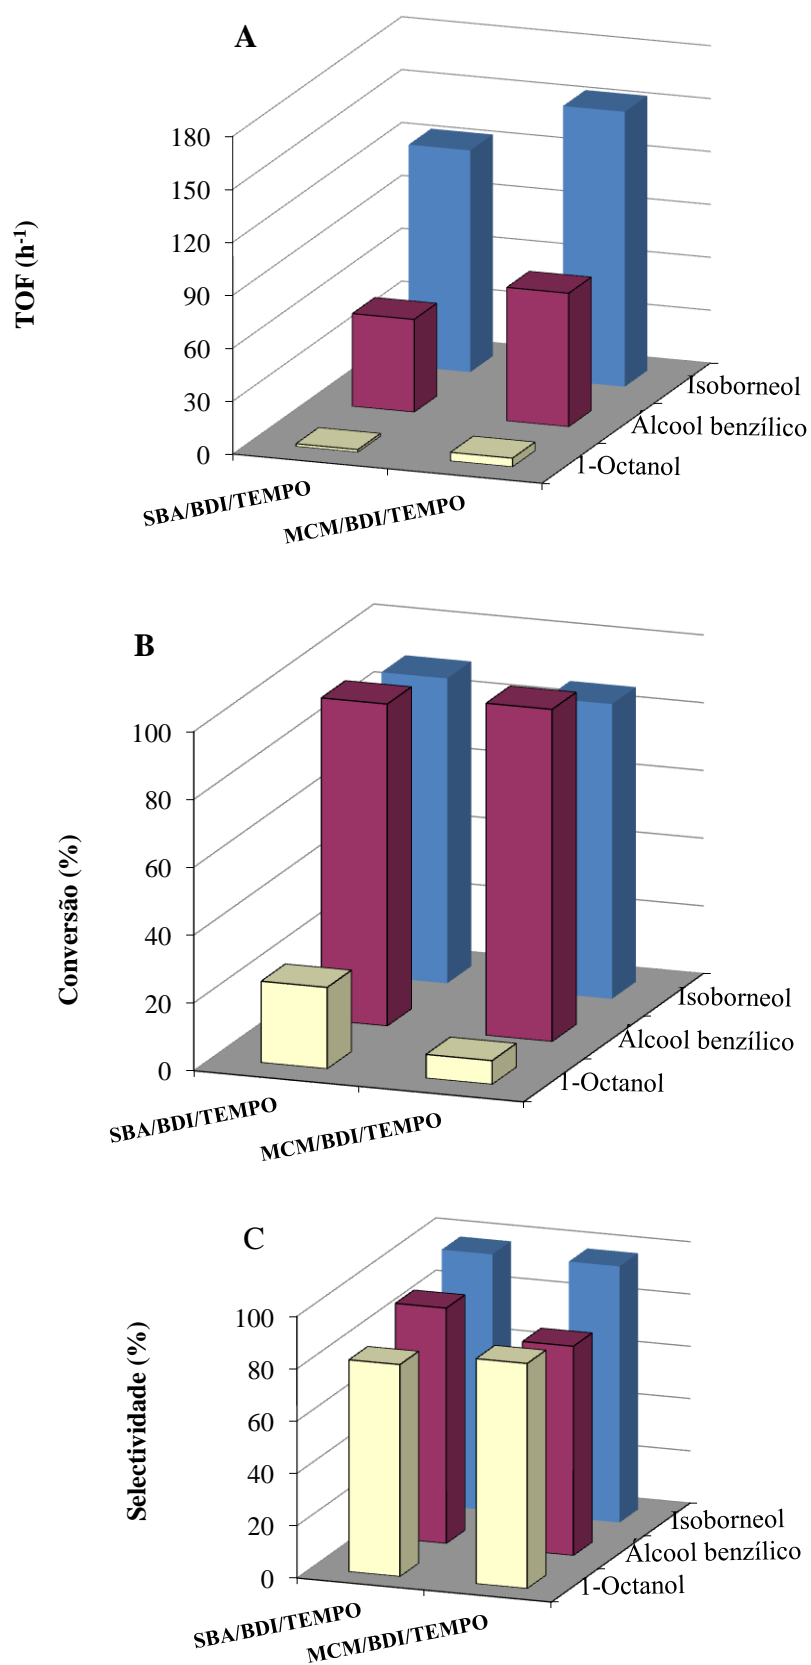 A
180
150
120
90
60
30
0
TOF (h-1)
Isoborneol
Álcool benzílico
1-Octanol
SBA/BDI/TEMPO
MCM/BDI/TEMPO
B
100
80
60
40
20
0
Conversão (%)
Isoborneol
Álcool benzílico
1-Octanol
SBA/BDI/TEMPO
MCM/BDI/TEMPO
C
100
80
60
40
20
0
Selectividade (%)
Isoborneol
Álcool benzílico
1-Octanol
SBA/BDI/TEMPO
MCM/BDI/TEMPO